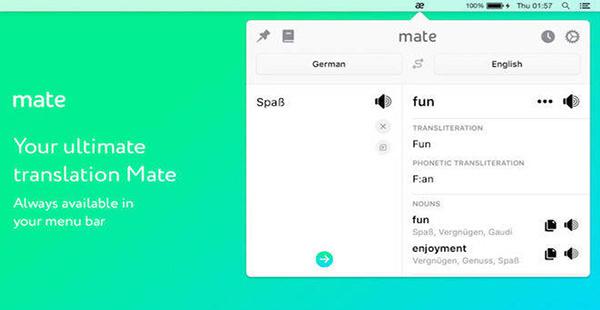 æ 100% Thu 01:57
mate
German English
Spaß
fun
TRANSLITERATION
Fun
PHONETIC TRANSLITERATION
F:an
NOUNS
fun
Spaß, Vergnügen, Gaudi
enjoyment
Vergnügen, Genuss, Spaß
mate
Your ultimate
translation Mate
Always available in
your menu bar